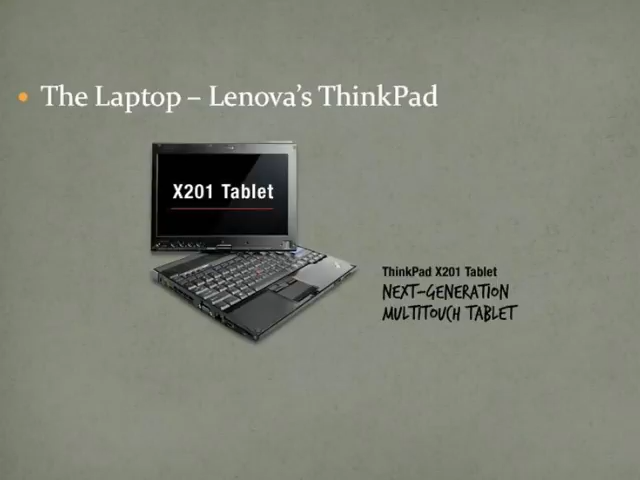 • The Laptop – Lenova's ThinkPad
X201 Tablet
ThinkPad X201 Tablet
NEXT-GENERATION
MULTITOUCH TABLET